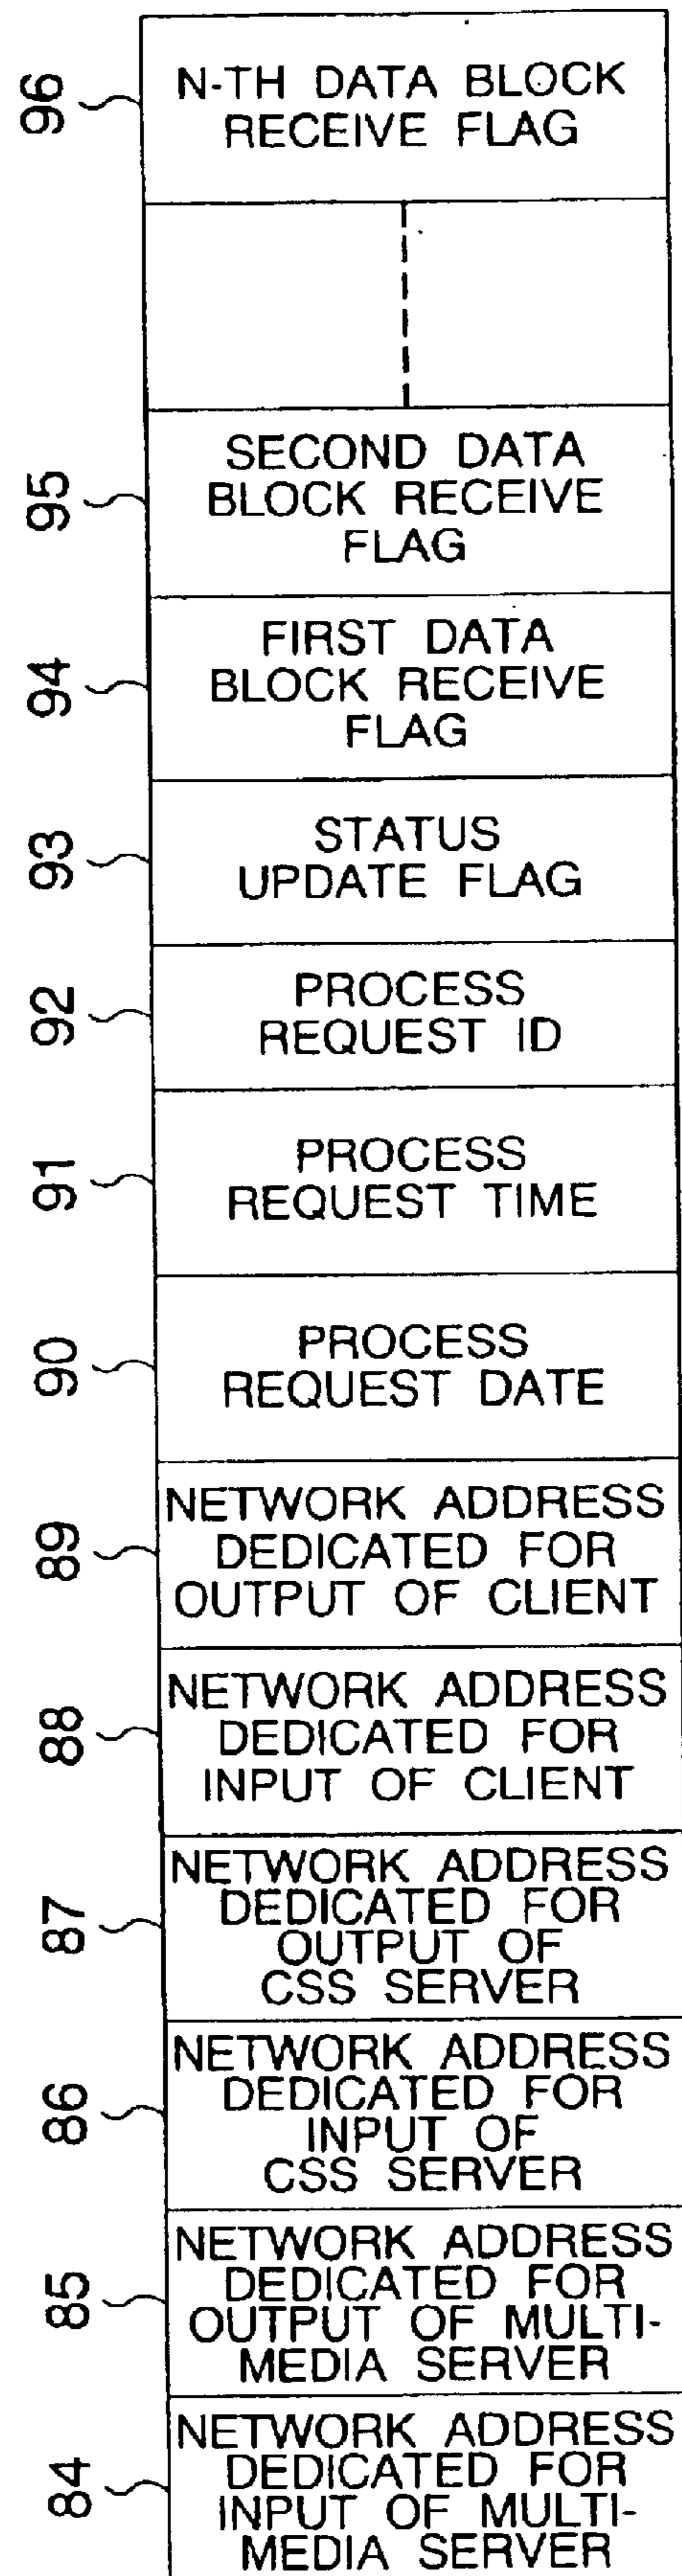 96
N-TH DATA BLOCK
RECEIVE FLAG
95
SECOND DATA
BLOCK RECEIVE
FLAG
94
FIRST DATA
BLOCK RECEIVE
FLAG
93
STATUS
UPDATE FLAG
92
PROCESS
REQUEST ID
91
PROCESS
REQUEST TIME
90
PROCESS
REQUEST DATE
89
NETWORK ADDRESS
DEDICATED FOR
OUTPUT OF CLIENT
88
NETWORK ADDRESS
DEDICATED FOR
INPUT OF CLIENT
87
NETWORK ADDRESS
DEDICATED FOR
OUTPUT OF
CSS SERVER
86
NETWORK ADDRESS
DEDICATED FOR
INPUT OF
CSS SERVER
85
NETWORK ADDRESS
DEDICATED FOR
OUTPUT OF MULTI-
MEDIA SERVER
84
NETWORK ADDRESS
DEDICATED FOR
INPUT OF MULTI-
MEDIA SERVER